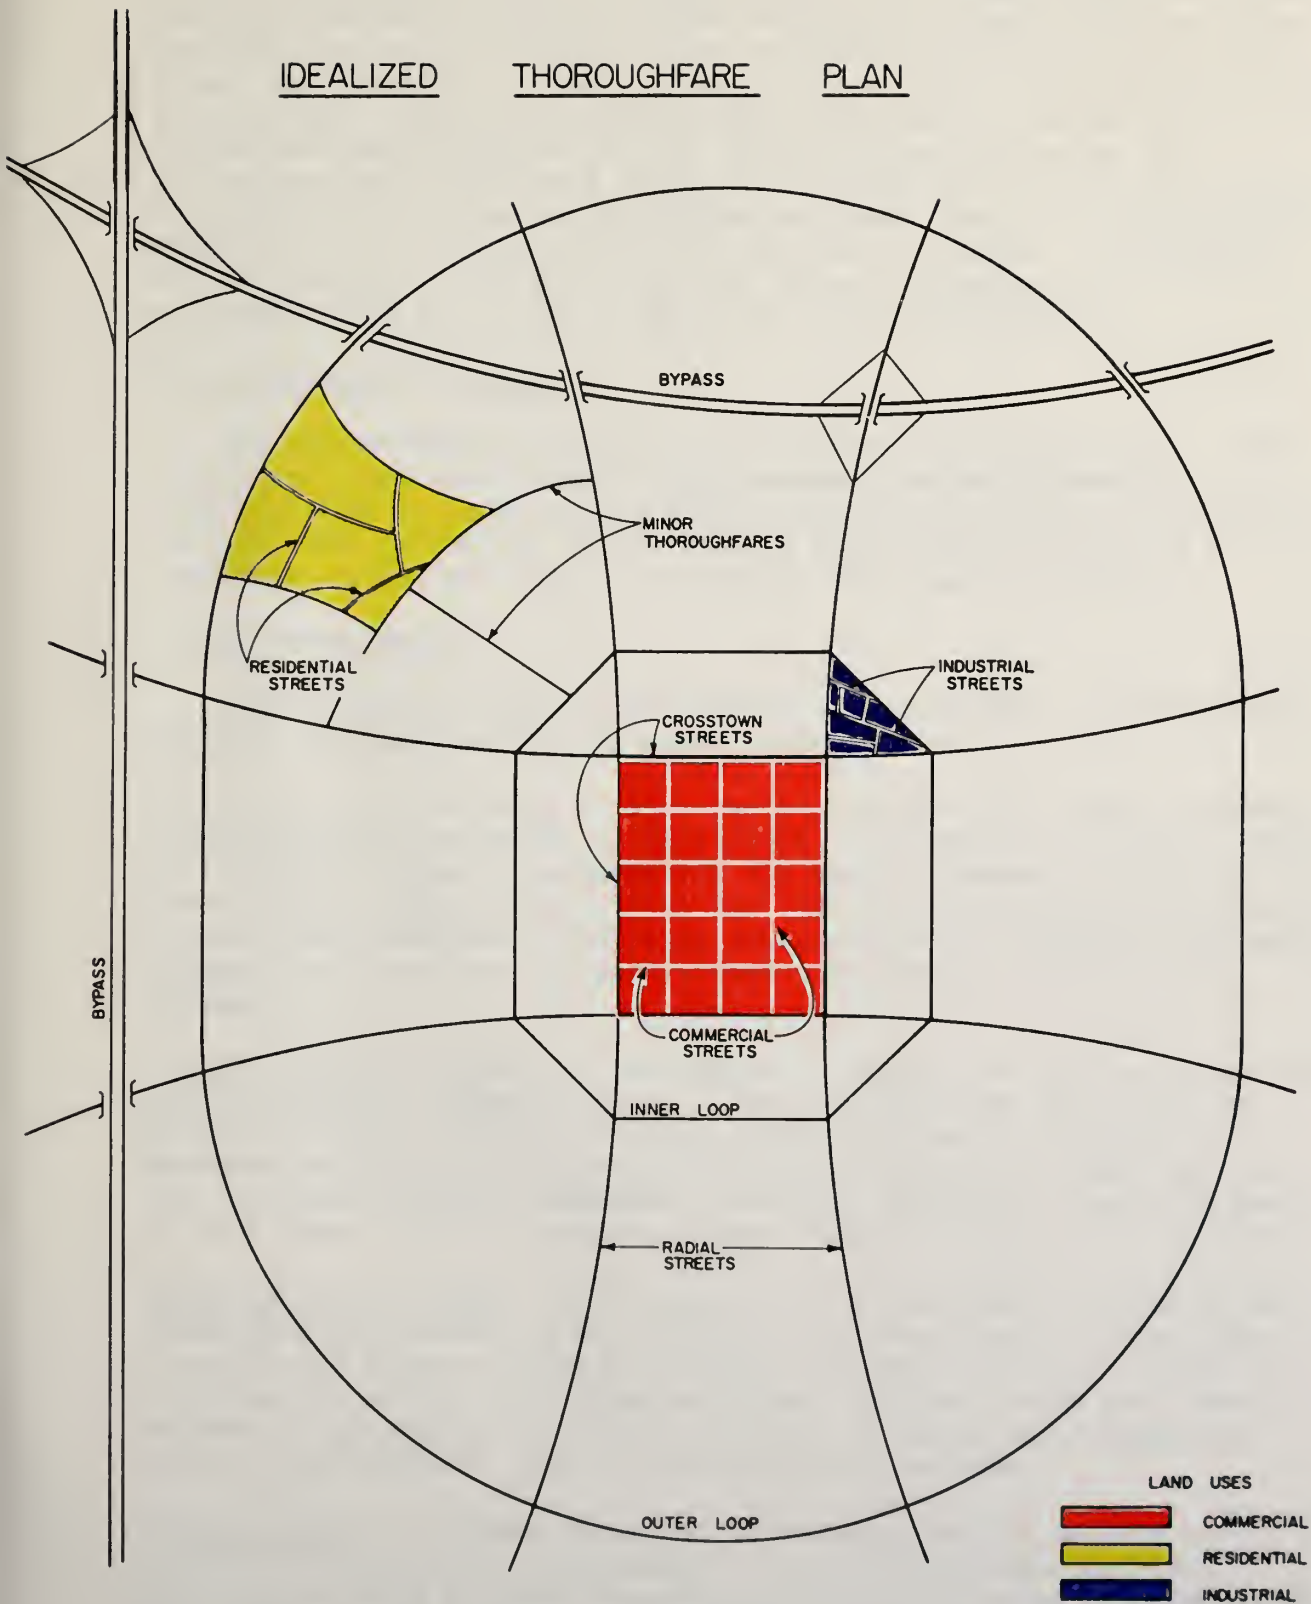 IDEALIZED THOROUGHFARE PLAN
BYPASS
MINOR
THOROUGHFARES
RESIDENTIAL
STREETS
INDUSTRIAL
STREETS
CROSSTOWN
STREETS
BYPASS
COMMERCIAL
STREETS
INNER LOOP
RADIAL
STREETS
OUTER LOOP
LAND USES
COMMERCIAL
RESIDENTIAL
INDUSTRIAL